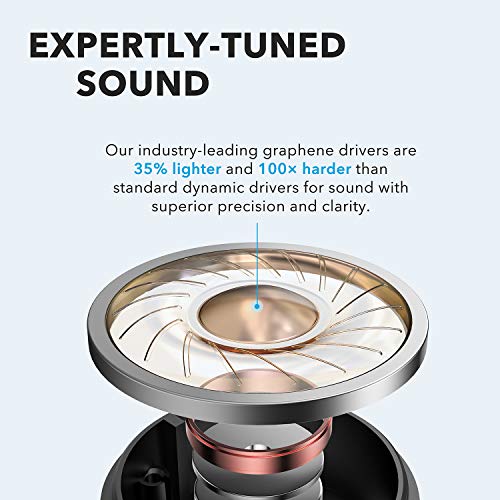 EXPERTLY-TUNED
SOUND
Our industry-leading graphene drivers are
35% lighter and 100× harder than
standard dynamic drivers for sound with
superior precision and clarity.